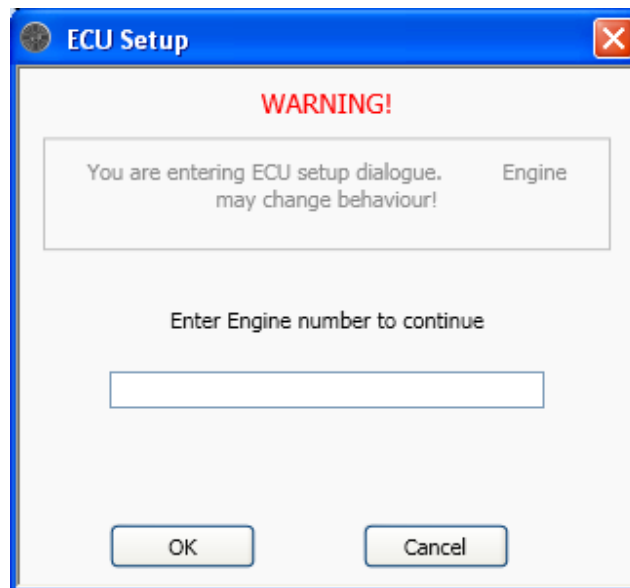 ECU Setup
WARNING!
You are entering ECU setup dialogue. Engine
may change behaviour!
Enter Engine number to continue
OK Cancel